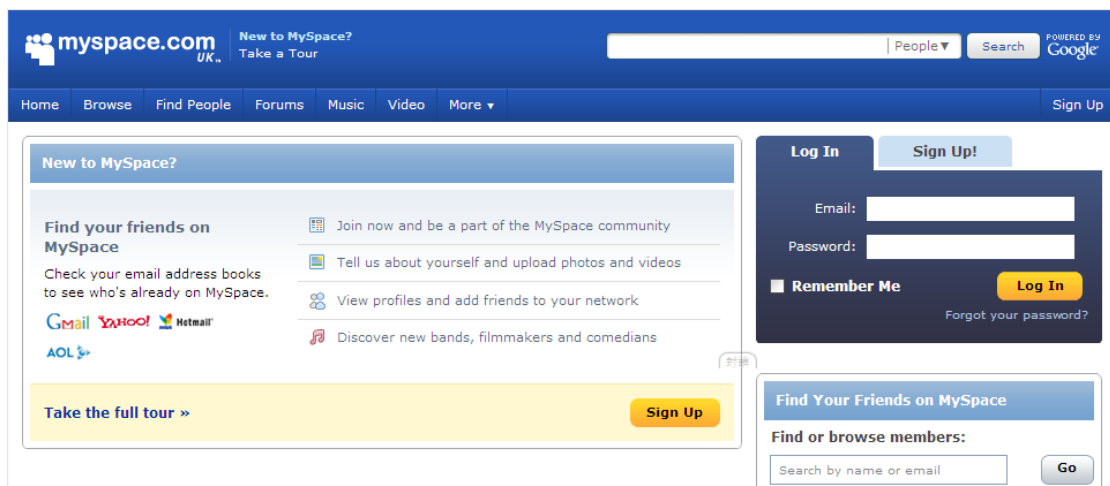 myspace.com
UK™
New to MySpace?
Take a Tour
People▼
Search
POWERED BY
Google
Home Browse Find People Forums Music Video More ▼ Sign Up
New to MySpace?
Find your friends on
MySpace
Check your email address books
to see who's already on MySpace.
Gmail YAHOO! Hotmail
AOL
Join now and be a part of the MySpace community
Tell us about yourself and upload photos and videos
View profiles and add friends to your network
Discover new bands, filmmakers and comedians
Take the full tour »
Sign Up
Log In Sign Up!
Email:
Password:
Remember Me
Log In
Forgot your password?
封鎖
Find Your Friends on MySpace
Find or browse members:
Search by name or email
Go